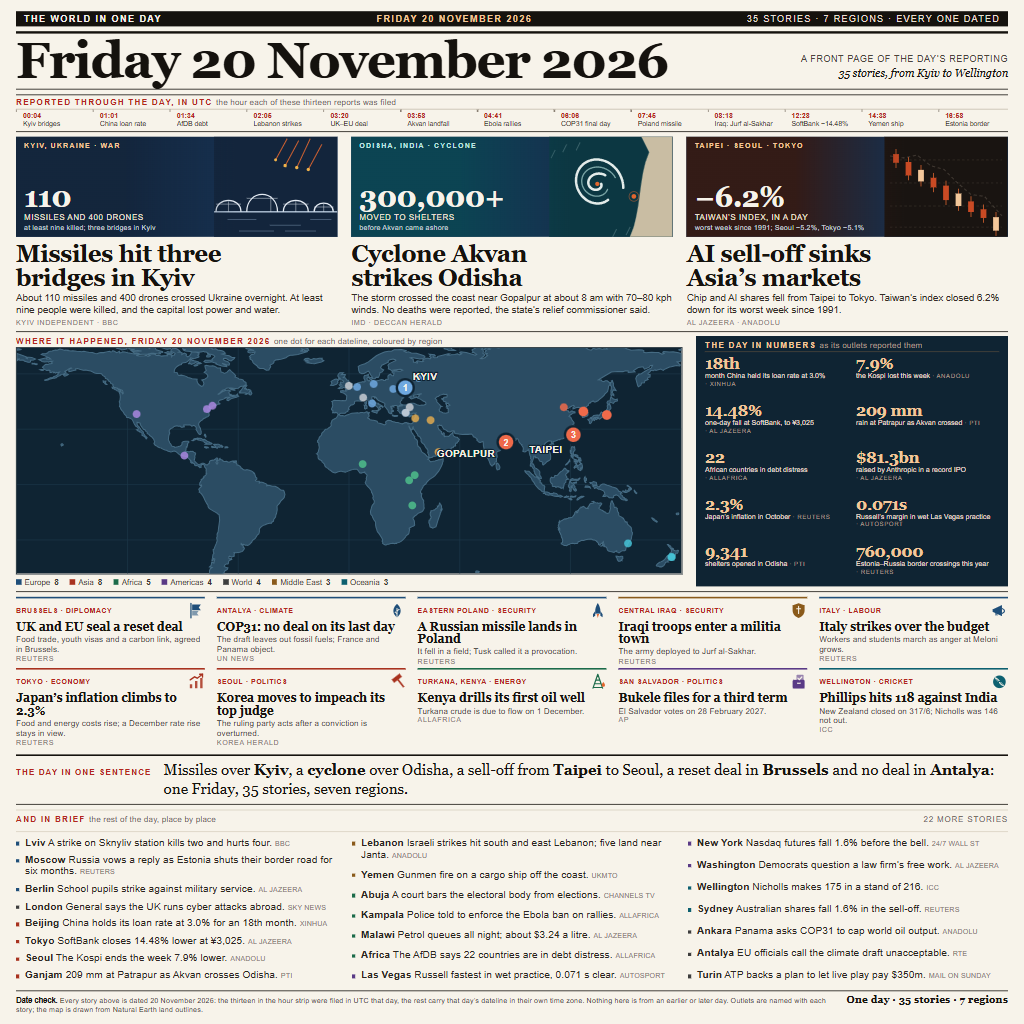 THE WORLD IN ONE DAY
FRIDAY 20 NOVEMBER 2026
35 STORIES · 7 REGIONS · EVERY ONE DATED
Friday 20 November 2026
A FRONT PAGE OF THE DAY'S REPORTING
35 stories, from Kyiv to Wellington
REPORTED THROUGH THE DAY, IN UTC the hour each of these thirteen reports was filed
00:04
Kyiv bridges
01:01
China loan rate
01:34
AfDB debt
02:05
Lebanon strikes
03:20
UK–EU deal
03:58
Akvan landfall
04:41
Ebola rallies
06:06
COP31 final day
07:45
Poland missile
08:18
Iraq: Jurf al-Sakhar
12:28
SoftBank −14.48%
14:38
Yemen ship
16:58
Estonia border
KYIV, UKRAINE · WAR
110
MISSILES AND 400 DRONES
at least nine killed; three bridges in Kyiv
ODISHA, INDIA · CYCLONE
300,000+
MOVED TO SHELTERS
before Akvan came ashore
TAIPEI · SEOUL · TOKYO
−6.2%
TAIWAN'S INDEX, IN A DAY
worst week since 1991; Seoul −5.2%, Tokyo −5.1%
Missiles hit three
bridges in Kyiv
About 110 missiles and 400 drones crossed Ukraine overnight. At least
nine people were killed, and the capital lost power and water.
KYIV INDEPENDENT · BBC
Cyclone Akvan
strikes Odisha
The storm crossed the coast near Gopalpur at about 8 am with 70–80 kph
winds. No deaths were reported, the state's relief commissioner said.
IMD · DECCAN HERALD
AI sell-off sinks
Asia's markets
Chip and AI shares fell from Taipei to Tokyo. Taiwan's index closed 6.2%
down for its worst week since 1991.
AL JAZEERA · ANADOLU
WHERE IT HAPPENED, FRIDAY 20 NOVEMBER 2026 one dot for each dateline, coloured by region
1
KYIV
2
GOPALPUR
3
TAIPEI
Europe 8
Asia 8
Africa 5
Americas 4
World 4
Middle East 3
Oceania 3
THE DAY IN NUMBERS as its outlets reported them
18th
month China held its loan rate at 3.0%
· XINHUA
7.9%
the Kospi lost this week · ANADOLU
14.48%
one-day fall at SoftBank, to ¥3,025
· AL JAZEERA
209 mm
rain at Patrapur as Akvan crossed · PTI
22
African countries in debt distress
· ALLAFRICA
$81.3bn
raised by Anthropic in a record IPO
· AL JAZEERA
2.3%
Japan's inflation in October · REUTERS
0.071s
Russell's margin in wet Las Vegas practice
· AUTOSPORT
9,341
shelters opened in Odisha · PTI
760,000
Estonia–Russia border crossings this year
· REUTERS
BRUSSELS · DIPLOMACY
UK and EU seal a reset deal
Food trade, youth visas and a carbon link, agreed
in Brussels.
REUTERS
ANTALYA · CLIMATE
COP31: no deal on its last day
The draft leaves out fossil fuels; France and
Panama object.
UN NEWS
EASTERN POLAND · SECURITY
A Russian missile lands in
Poland
It fell in a field; Tusk called it a provocation.
REUTERS
CENTRAL IRAQ · SECURITY
Iraqi troops enter a militia
town
The army deployed to Jurf al-Sakhar.
REUTERS
ITALY · LABOUR
Italy strikes over the budget
Workers and students march as anger at Meloni
grows.
REUTERS
TOKYO · ECONOMY
Japan's inflation climbs to
2.3%
Food and energy costs rise; a December rate rise
stays in view.
REUTERS
SEOUL · POLITICS
Korea moves to impeach its
top judge
The ruling party acts after a conviction is
overturned.
KOREA HERALD
TURKANA, KENYA · ENERGY
Kenya drills its first oil well
Turkana crude is due to flow on 1 December.
ALLAFRICA
SAN SALVADOR · POLITICS
Bukele files for a third term
El Salvador votes on 28 February 2027.
AP
WELLINGTON · CRICKET
Phillips hits 118 against India
New Zealand closed on 317/6; Nicholls was 146
not out.
ICC
THE DAY IN ONE SENTENCE
Missiles over Kyiv, a cyclone over Odisha, a sell-off from Taipei to Seoul, a reset deal in Brussels and no deal in Antalya:
one Friday, 35 stories, seven regions.
AND IN BRIEF the rest of the day, place by place
22 MORE STORIES
Lviv A strike on Sknyliv station kills two and hurts four. BBC
Moscow Russia vows a reply as Estonia shuts their border road for
six months. REUTERS
Berlin School pupils strike against military service. AL JAZEERA
London General says the UK runs cyber attacks abroad. SKY NEWS
Beijing China holds its loan rate at 3.0% for an 18th month. XINHUA
Tokyo SoftBank closes 14.48% lower at ¥3,025. AL JAZEERA
Seoul The Kospi ends the week 7.9% lower. ANADOLU
Ganjam 209 mm at Patrapur as Akvan crosses Odisha. PTI
Lebanon Israeli strikes hit south and east Lebanon; five land near
Janta. ANADOLU
Yemen Gunmen fire on a cargo ship off the coast. UKMTO
Abuja A court bars the electoral body from elections. CHANNELS TV
Kampala Police told to enforce the Ebola ban on rallies. ALLAFRICA
Malawi Petrol queues all night; about $3.24 a litre. AL JAZEERA
Africa The AfDB says 22 countries are in debt distress. ALLAFRICA
Las Vegas Russell fastest in wet practice, 0.071 s clear. AUTOSPORT
New York Nasdaq futures fall 1.6% before the bell. 24/7 WALL ST
Washington Democrats question a law firm's free work. AL JAZEERA
Wellington Nicholls makes 175 in a stand of 216. ICC
Sydney Australian shares fall 1.6% in the sell-off. REUTERS
Ankara Panama asks COP31 to cap world oil output. ANADOLU
Antalya EU officials call the climate draft unacceptable. RTE
Turin ATP backs a plan to let live play pay $350m. MAIL ON SUNDAY
Date check. Every story above is dated 20 November 2026: the thirteen in the hour strip were filed in UTC that day, the rest carry that day's dateline in their own time zone. Nothing here is from an earlier or later day. Outlets are named with each
story; the map is drawn from Natural Earth land outlines.
One day · 35 stories · 7 regions